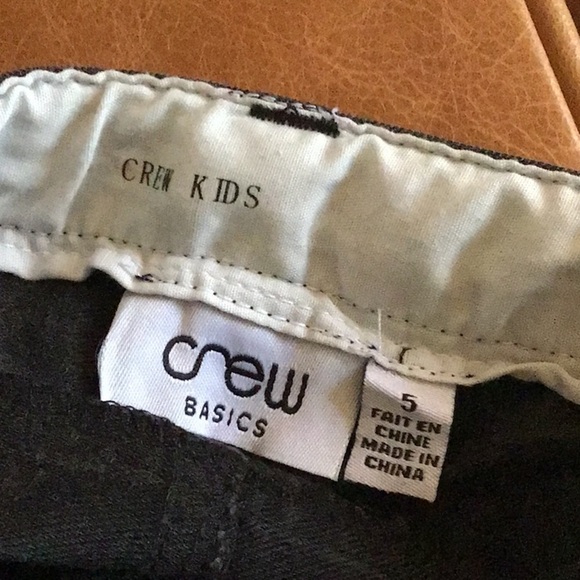 CREW KIDS
crew
BASICS
5
FAIT EN
CHINE
MADE IN
CHINA